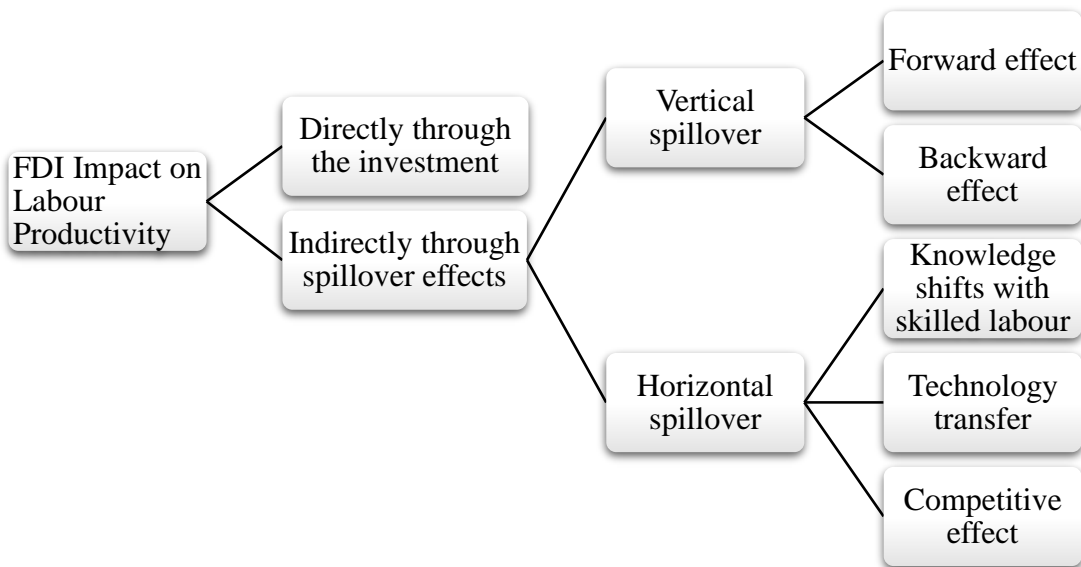 FDI Impact on
Labour
Productivity
Directly through
the investment
Indirectly through
spillover effects
Vertical
spillover
Forward effect
Backward
effect
Horizontal
spillover
Knowledge
shifts with
skilled labour
Technology
transfer
Competitive
effect